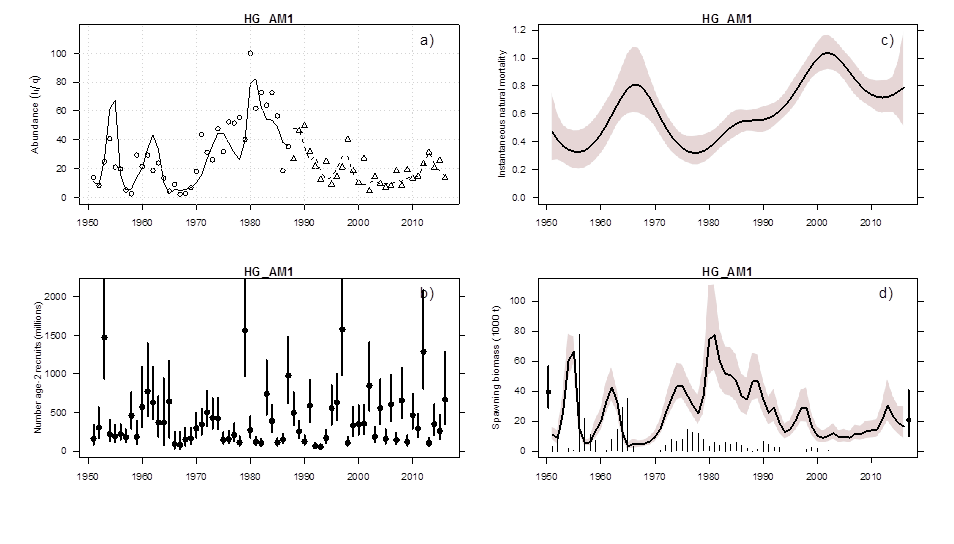 HG_AM1
a)
Abundance (It/ q)
100
80
60
40
20
0
1950 1960 1970 1980 1990 2000 2010
HG_AM1
c)
Instantaneous natural mortality
1.2
1.0
0.8
0.6
0.4
0.2
0.0
1950 1960 1970 1980 1990 2000 2010
HG_AM1
b)
Number age-2 recruits (millions)
2000
1500
1000
500
0
1950 1960 1970 1980 1990 2000 2010
HG_AM1
d)
Spawning biomass (1000 t)
100
80
60
40
20
0
1950 1960 1970 1980 1990 2000 2010